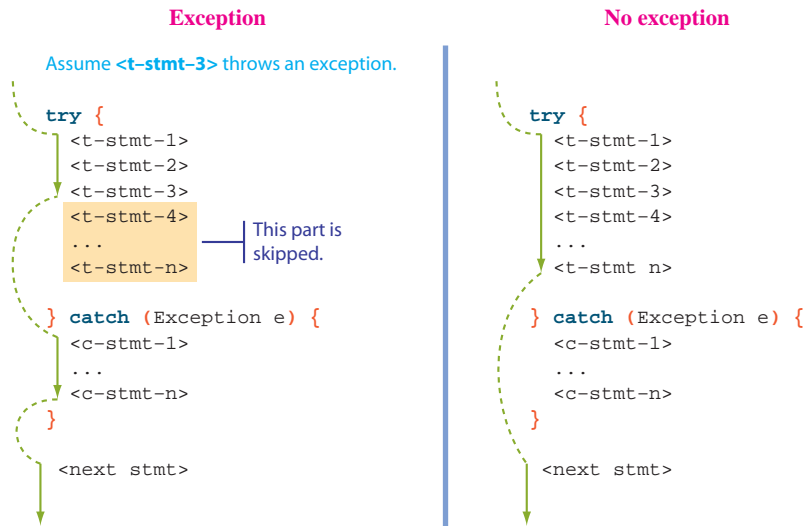 Exception
Assume <t–stmt–3> throws an exception.
try {
<t–stmt–1>
<t–stmt–2>
<t–stmt–3>
<t–stmt–4>
...
<t–stmt–n>
This part is
skipped.
} catch (Exception e) {
<c–stmt–1>
...
<c–stmt–n>
}
<next stmt>
No exception
try {
<t–stmt–1>
<t–stmt–2>
<t–stmt–3>
<t–stmt–4>
...
<t–stmt n>
} catch (Exception e) {
<c–stmt–1>
...
<c–stmt–n>
}
<next stmt>